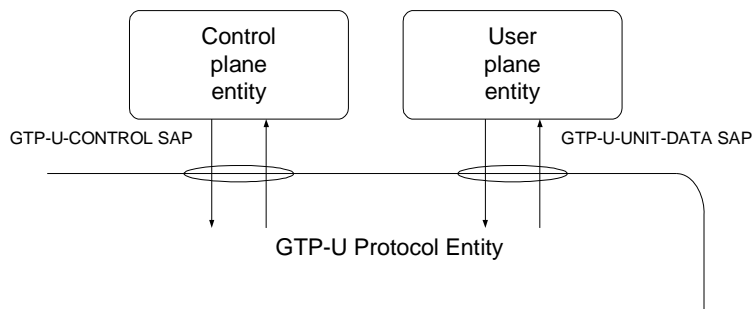 Control
plane
entity
User
plane
entity
GTP-U-CONTROL SAP
GTP-U-UNIT-DATA SAP
GTP-U Protocol Entity